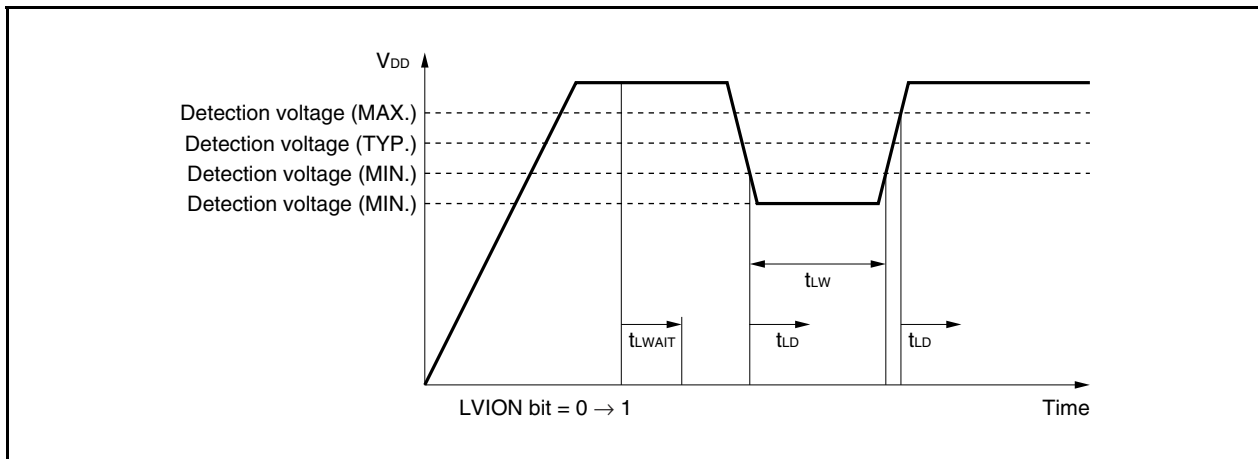 VDD
Detection voltage (MAX.)
Detection voltage (TYP.)
Detection voltage (MIN.)
Detection voltage (MIN.)
tLW
tLWAIT
tLD
tLD
LVION bit = 0 → 1
Time